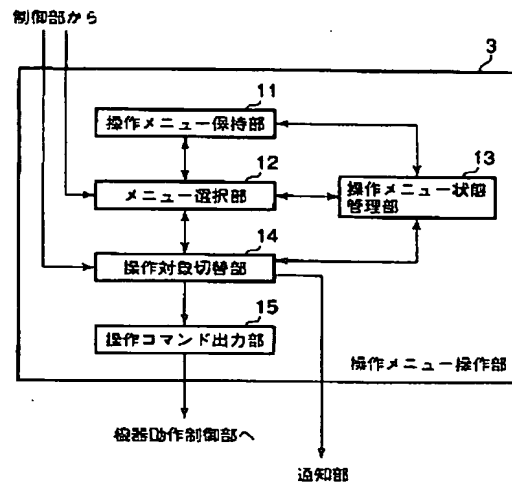 制御部から
3
11
操作メニュー保持部
12
メニュー選択部
13
操作メニュー状態
管理部
14
操作対象切替部
15
操作コマンド出力部
操作メニュー操作部
機器動作制御部へ
通知部